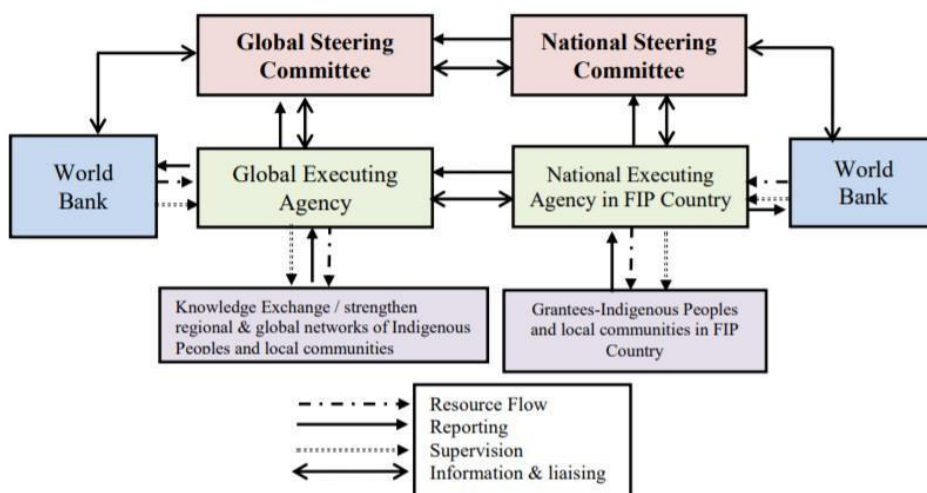 Global Steering
Committee
National Steering
Committee
World
Bank
Global Executing
Agency
National Executing
Agency in FIP Country
World
Bank
Knowledge Exchange / strengthen
regional & global networks of Indigenous
Peoples and local communities
Grantees-Indigenous Peoples
and local communities in FIP
Country
Resource Flow
Reporting
Supervision
Information & liaising